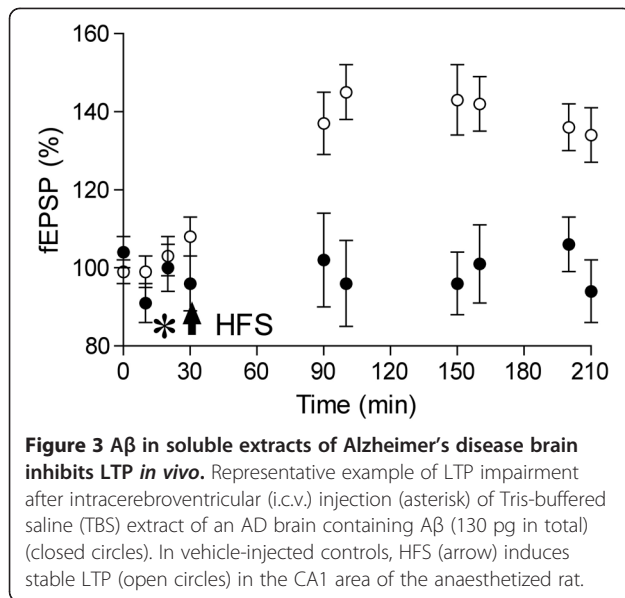 160
140
120
100
80
fEPSP (%)
* HFS
0 30 60 90 120 150 180 210
Time (min)
Figure 3 Aβ in soluble extracts of Alzheimer's disease brain
inhibits LTP in vivo. Representative example of LTP impairment
after intracerebroventricular (i.c.v.) injection (asterisk) of Tris-buffered
saline (TBS) extract of an AD brain containing Aβ (130 pg in total)
(closed circles). In vehicle-injected controls, HFS (arrow) induces
stable LTP (open circles) in the CA1 area of the anaesthetized rat.